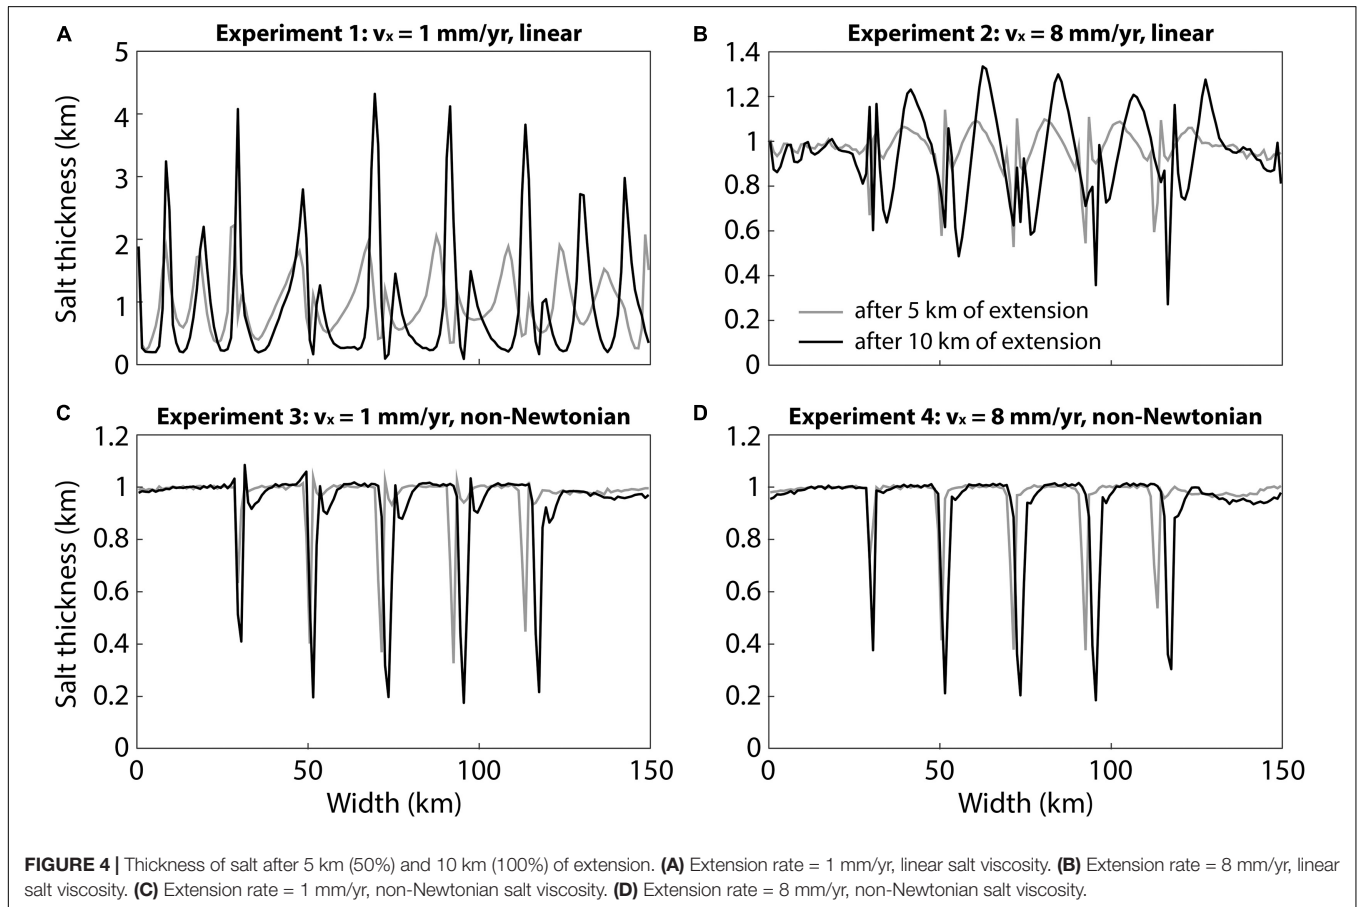 A
Experiment 1: vx = 1 mm/yr, linear
5
4
3
2
1
0
Salt thickness (km)
50
100
B
Experiment 2: vx = 8 mm/yr, linear
1.4
1.2
1
0.8
0.6
0.4
0.2
0
after 5 km of extension
after 10 km of extension
C
Experiment 3: vx = 1 mm/yr, non-Newtonian
1.2
1
0.8
0.6
0.4
0.2
0
Salt thickness (km)
0 50 100 150
Width (km)
D
Experiment 4: vx = 8 mm/yr, non-Newtonian
1.2
1
0.8
0.6
0.4
0.2
0
0 50 100 150
Width (km)
FIGURE 4 | Thickness of salt after 5 km (50%) and 10 km (100%) of extension. (A) Extension rate = 1 mm/yr, linear salt viscosity. (B) Extension rate = 8 mm/yr, linear
salt viscosity. (C) Extension rate = 1 mm/yr, non-Newtonian salt viscosity. (D) Extension rate = 8 mm/yr, non-Newtonian salt viscosity.